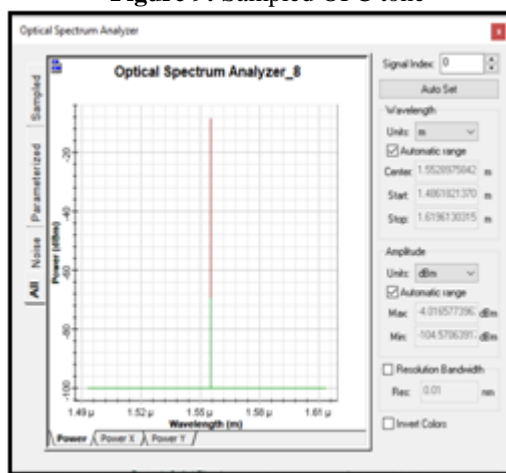 Figure 9: Sampled OFC tone
Optical Spectrum Analyzer
Optical Spectrum Analyzer_8
Signal Index: 0
Auto Set
Wavelength
Units: m
Automatic range
Center: 1.5528975842 m
Start: 1.4861821370 m
Stop: 1.6196130315 m
Amplitude
Units: dBm
Automatic range
Max: -4.016577396 dBm
Min: -104.5786391 dBm
Resolution Bandwidth
Res: 0.01 nm
Invert Colors
Sampled
Parameterized
Noise
All
Power (dBm)
-20
-40
-60
-80
-100
1.49 µ 1.52 µ 1.55 µ 1.58 µ 1.61 µ
Wavelength (m)
Power Power X Power Y